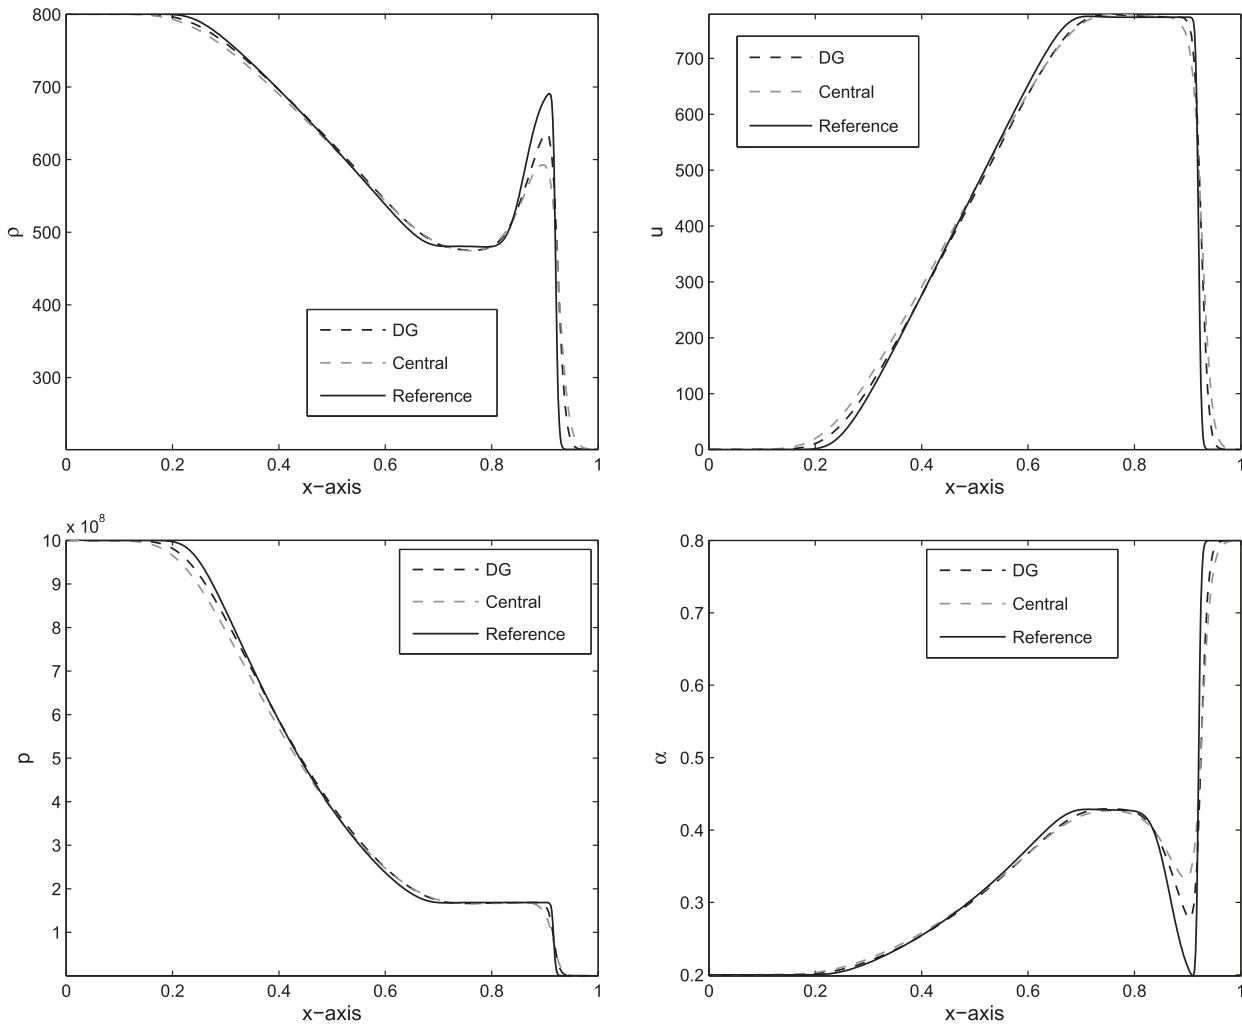 800
700
600
500
400
300
ρ
0 0.2 0.4 0.6 0.8 1
x−axis
DG
Central
Reference
700
600
500
400
300
200
100
0
u
0 0.2 0.4 0.6 0.8 1
x−axis
DG
Central
Reference
x 10^8
10
9
8
7
6
5
4
3
2
1
p
0 0.2 0.4 0.6 0.8 1
x−axis
DG
Central
Reference
0.8
0.7
0.6
0.5
0.4
0.3
0.2
α
0 0.2 0.4 0.6 0.8 1
x−axis
DG
Central
Reference